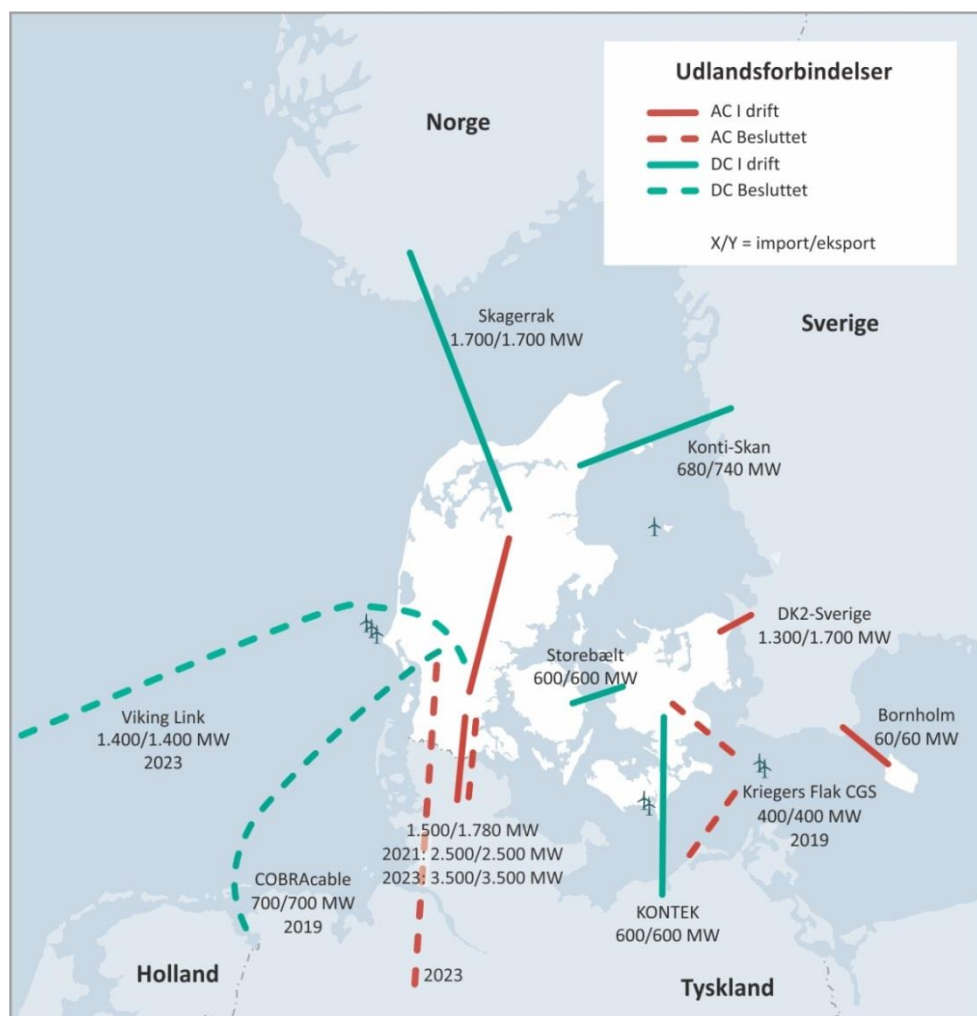 Udlandsforbindelser
AC I drift
AC Besluttet
DC I drift
DC Besluttet
X/Y = import/eksport
Norge
Sverige
Skagerrak
1.700/1.700 MW
Konti-Skan
680/740 MW
DK2-Sverige
1.300/1.700 MW
Storebælt
600/600 MW
Viking Link
1.400/1.400 MW
2023
Bornholm
60/60 MW
Kriegers Flak CGS
400/400 MW
2019
1.500/1.780 MW
2021: 2.500/2.500 MW
2023: 3.500/3.500 MW
COBRAcable
700/700 MW
2019
KONTEK
600/600 MW
Holland
2023
Tyskland